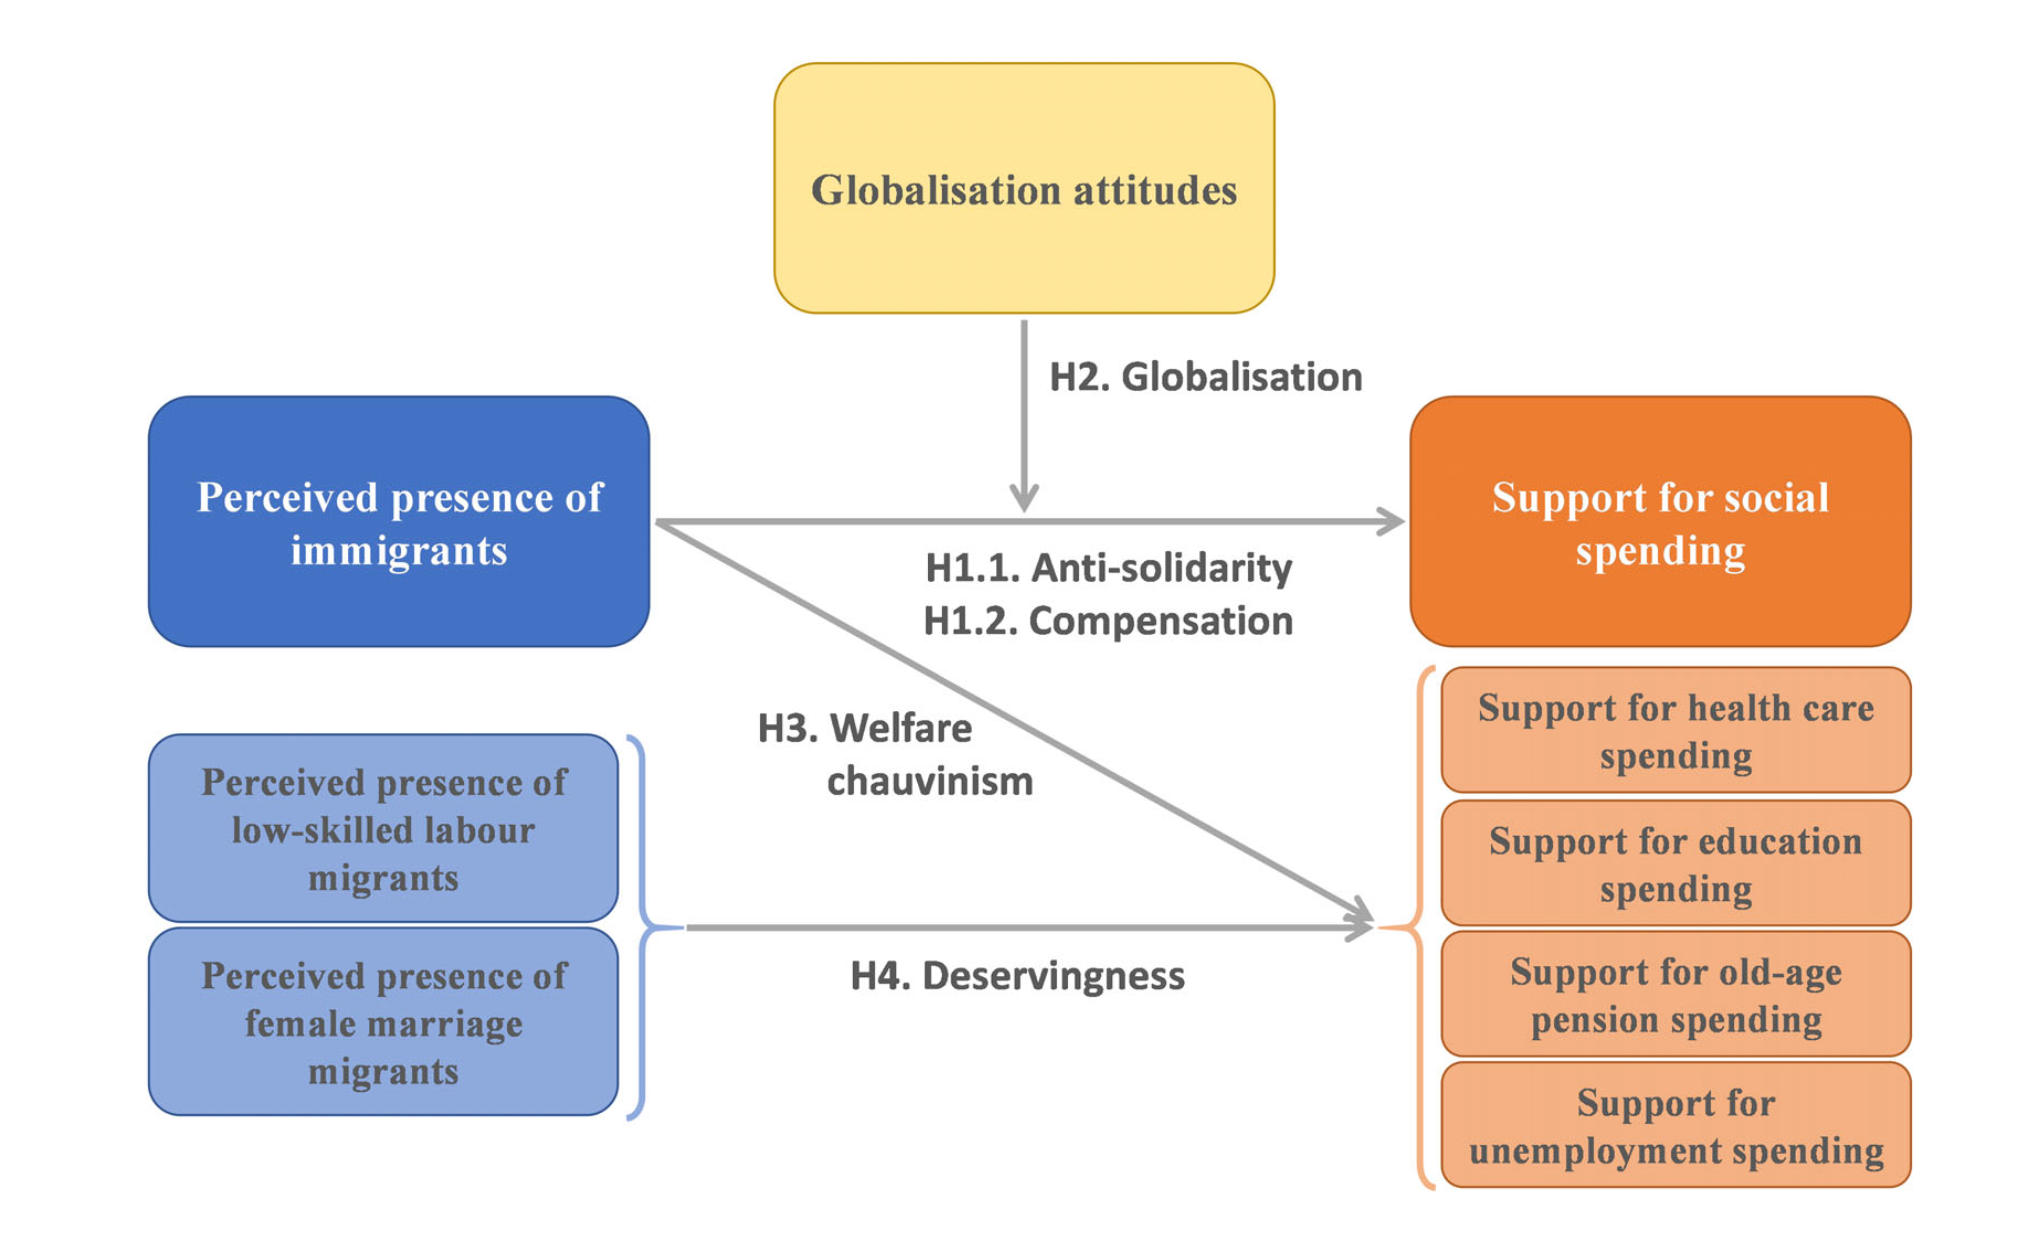 Globalisation attitudes
H2. Globalisation
Perceived presence of
immigrants
Support for social
spending
H1.1. Anti-solidarity
H1.2. Compensation
H3. Welfare
chauvinism
Perceived presence of
low-skilled labour
migrants
Perceived presence of
female marriage
migrants
H4. Deservingness
Support for health care
spending
Support for education
spending
Support for old-age
pension spending
Support for
unemployment spending